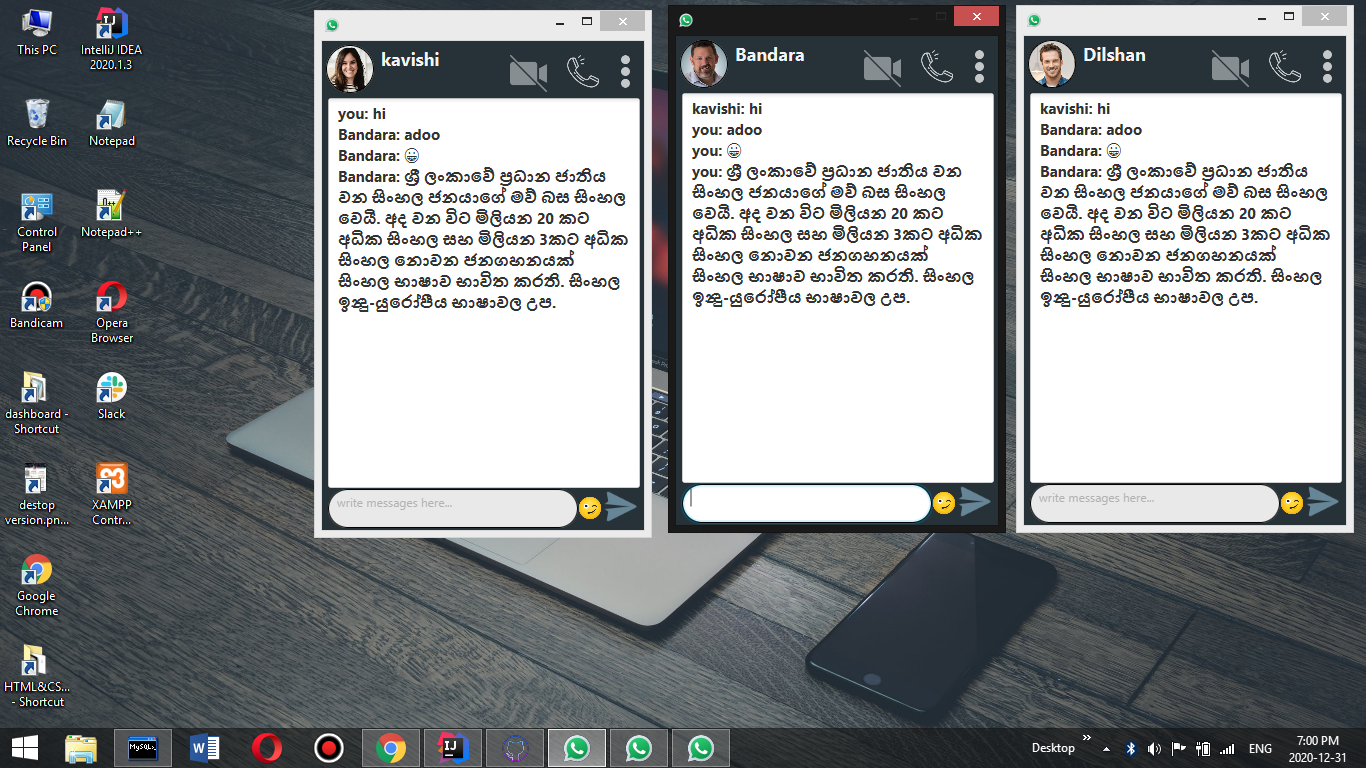 This PC
IntelliJ IDEA
2020.1.3
Recycle Bin
Notepad
Control
Panel
Notepad++
Bandicam
Opera
Browser
dashboard -
Shortcut
Slack
destop
version.pn...
XAMPP
Contr...
Google
Chrome
HTML&CS...
- Shortcut
kavishi
you: hi
Bandara: adoo
Bandara: 😀
Bandara: ශ්‍රී ලංකාවේ ප්‍රධාන ජාතිය
වන සිංහල ජනයාගේ මව් බස සිංහල
වෙයි. අද වන විට මිලියන 20 කට
අධික සිංහල සහ මිලියන 3කට අධික
සිංහල නොවන ජනගහනයක්
සිංහල භාෂාව භාවිත කරති. සිංහල
ඉන්‍දු-යුරෝපීය භාෂාවල උප.
write messages here...
Bandara
kavishi: hi
you: adoo
you: 😀
you: ශ්‍රී ලංකාවේ ප්‍රධාන ජාතිය වන
සිංහල ජනයාගේ මව් බස සිංහල
වෙයි. අද වන විට මිලියන 20 කට
අධික සිංහල සහ මිලියන 3කට අධික
සිංහල නොවන ජනගහනයක්
සිංහල භාෂාව භාවිත කරති. සිංහල
ඉන්‍දු-යුරෝපීය භාෂාවල උප.
Dilshan
kavishi: hi
Bandara: adoo
Bandara: 😀
Bandara: ශ්‍රී ලංකාවේ ප්‍රධාන ජාතිය
වන සිංහල ජනයාගේ මව් බස සිංහල
වෙයි. අද වන විට මිලියන 20 කට
අධික සිංහල සහ මිලියන 3කට අධික
සිංහල නොවන ජනගහනයක්
සිංහල භාෂාව භාවිත කරති. සිංහල
ඉන්‍දු-යුරෝපීය භාෂාවල උප.
write messages here...
Desktop
ENG
7:00 PM
2020-12-31